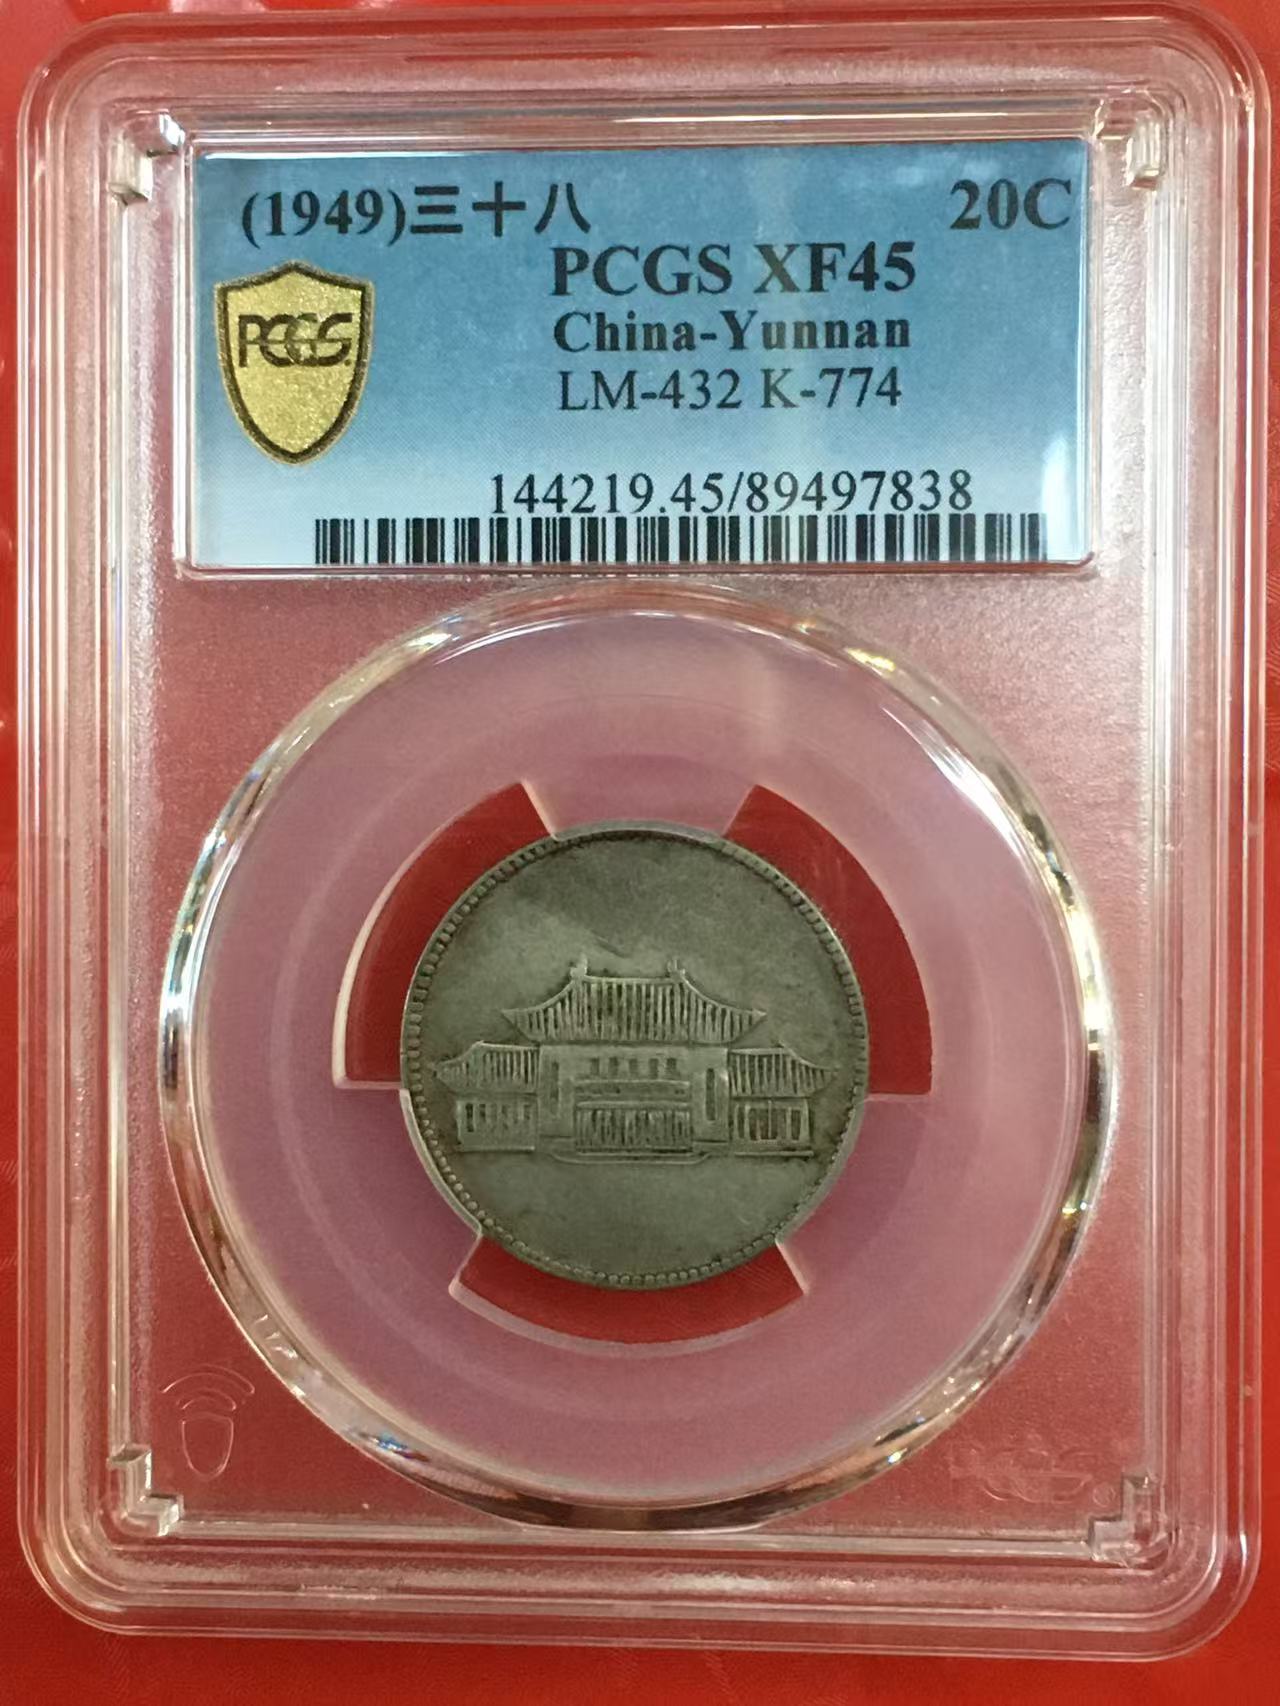 (1949)三十八 20C
PCGS XF45
China-Yunnan
PCGS
LM-432 K-774
144219.45/89497838